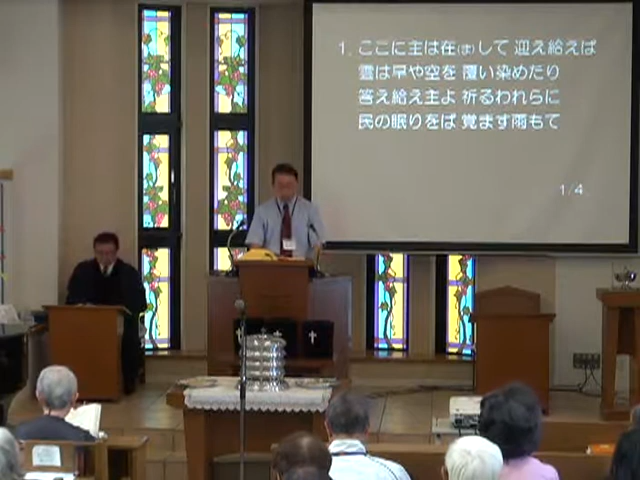 1. ここに主は在(ま)して 迎え給えば
雲は早や空を 覆い染めたり
答え給え主よ 祈るわれらに
民の眠りをば 覚ます雨もて
1/4